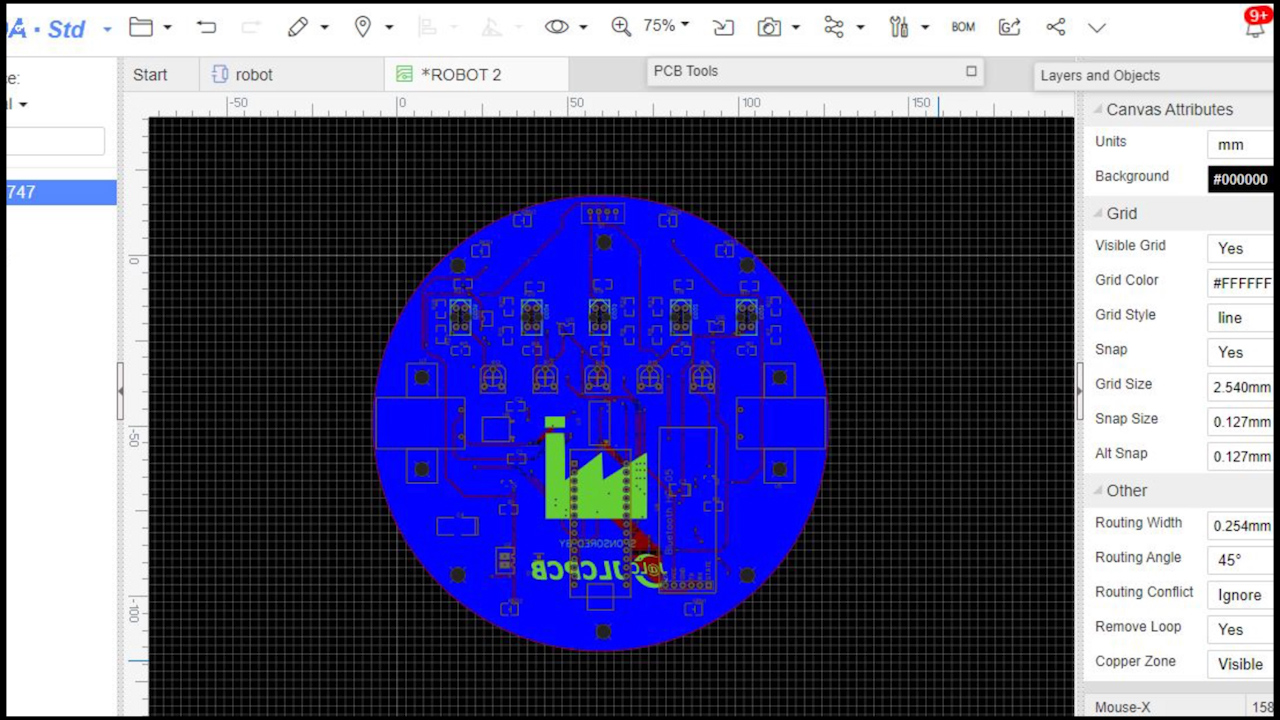 A · Std
75%
BOM
9+
e:
l
Start
robot
*ROBOT 2
PCB Tools
Layers and Objects
-50
0
50
100
150
0
-50
-100
747
Canvas Attributes
Units mm
Background #000000
Grid
Visible Grid Yes
Grid Color #FFFFFF
Grid Style line
Snap Yes
Grid Size 2.540mm
Snap Size 0.127mm
Alt Snap 0.127mm
Other
Routing Width 0.254mm
Routing Angle 45°
Routing Conflict Ignore
Remove Loop Yes
Copper Zone Visible
Mouse-X 158
SPONSORED BY
JLCPCB
J@LC